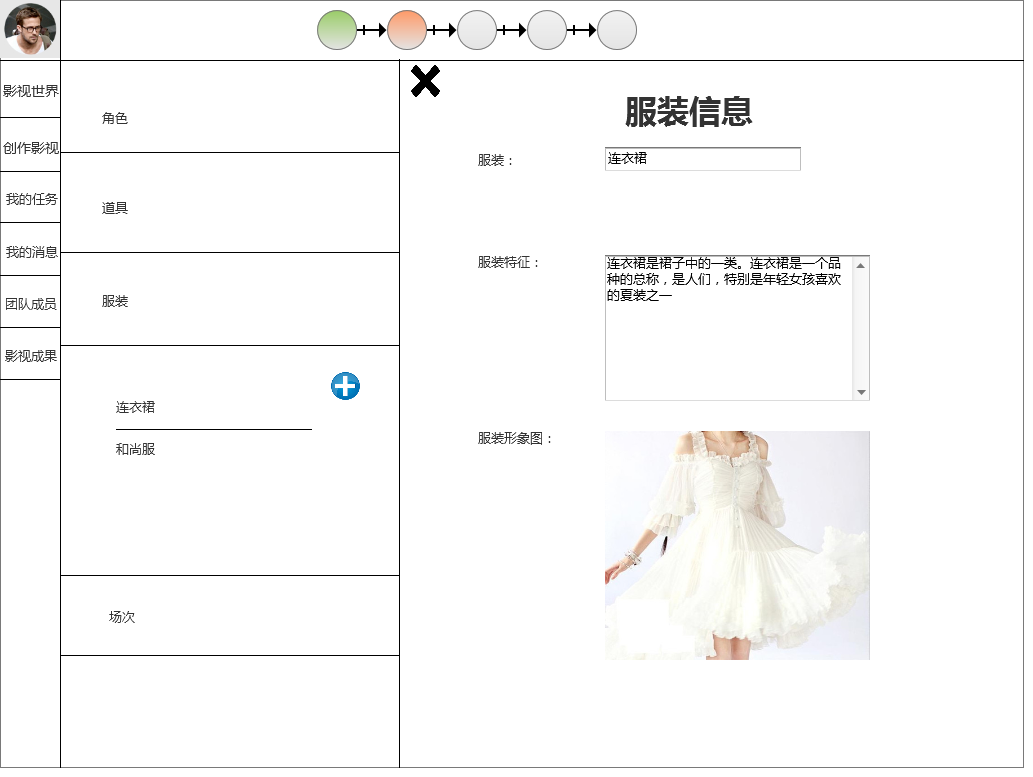 影视世界
创作影视
我的任务
我的消息
团队成员
影视成果
角色
道具
服装
连衣裙
和尚服
场次
服装信息
服装：
连衣裙
服装特征：
连衣裙是裙子中的一类。连衣裙是一个品
种的总称，是人们，特别是年轻女孩喜欢
的夏装之一
服装形象图：